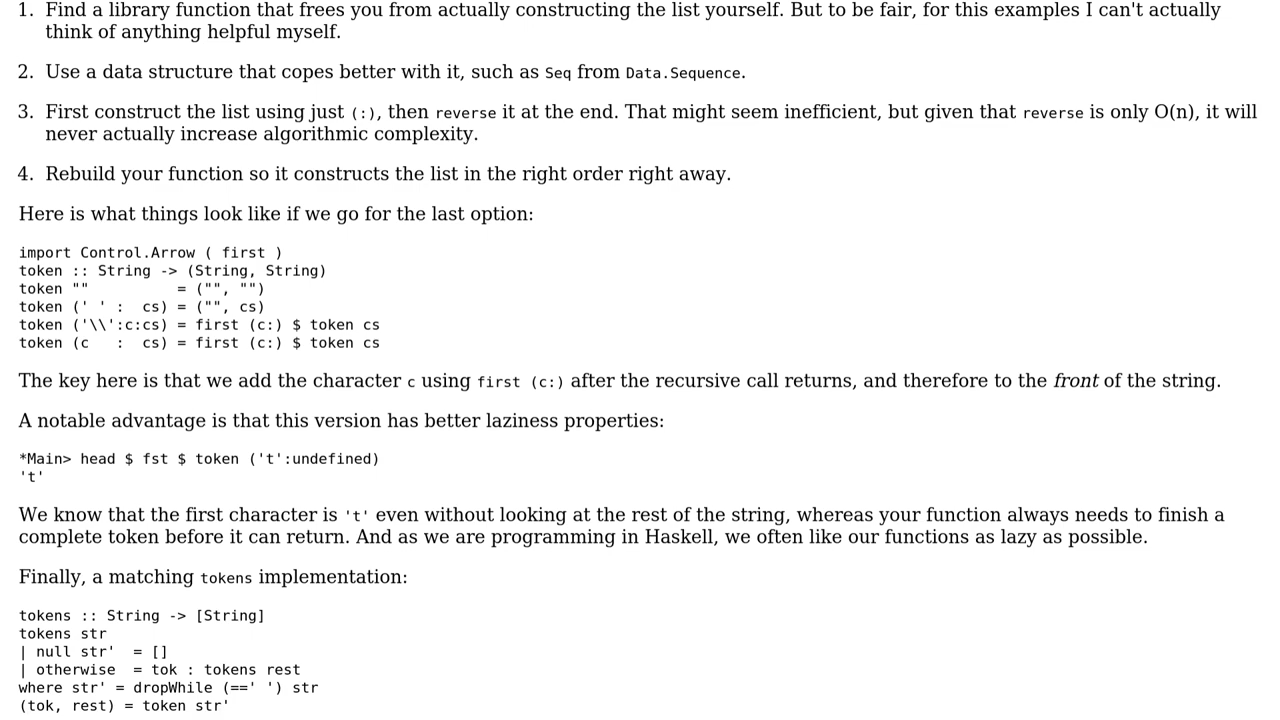 1. Find a library function that frees you from actually constructing the list yourself. But to be fair, for this examples I can't actually
think of anything helpful myself.
2. Use a data structure that copes better with it, such as Seq from Data.Sequence.
3. First construct the list using just (:), then reverse it at the end. That might seem inefficient, but given that reverse is only O(n), it will
never actually increase algorithmic complexity.
4. Rebuild your function so it constructs the list in the right order right away.
Here is what things look like if we go for the last option:
import Control.Arrow ( first )
token :: String -> (String, String)
token ""          = ("", "")
token (' ' :  cs) = ("", cs)
token ('\\':c:cs) = first (c:) $ token cs
token (c   :  cs) = first (c:) $ token cs
The key here is that we add the character c using first (c:) after the recursive call returns, and therefore to the front of the string.
A notable advantage is that this version has better laziness properties:
*Main> head $ fst $ token ('t':undefined)
't'
We know that the first character is 't' even without looking at the rest of the string, whereas your function always needs to finish a
complete token before it can return. And as we are programming in Haskell, we often like our functions as lazy as possible.
Finally, a matching tokens implementation:
tokens :: String -> [String]
tokens str
| null str'  = []
| otherwise  = tok : tokens rest
where str' = dropWhile (==' ') str
(tok, rest) = token str'